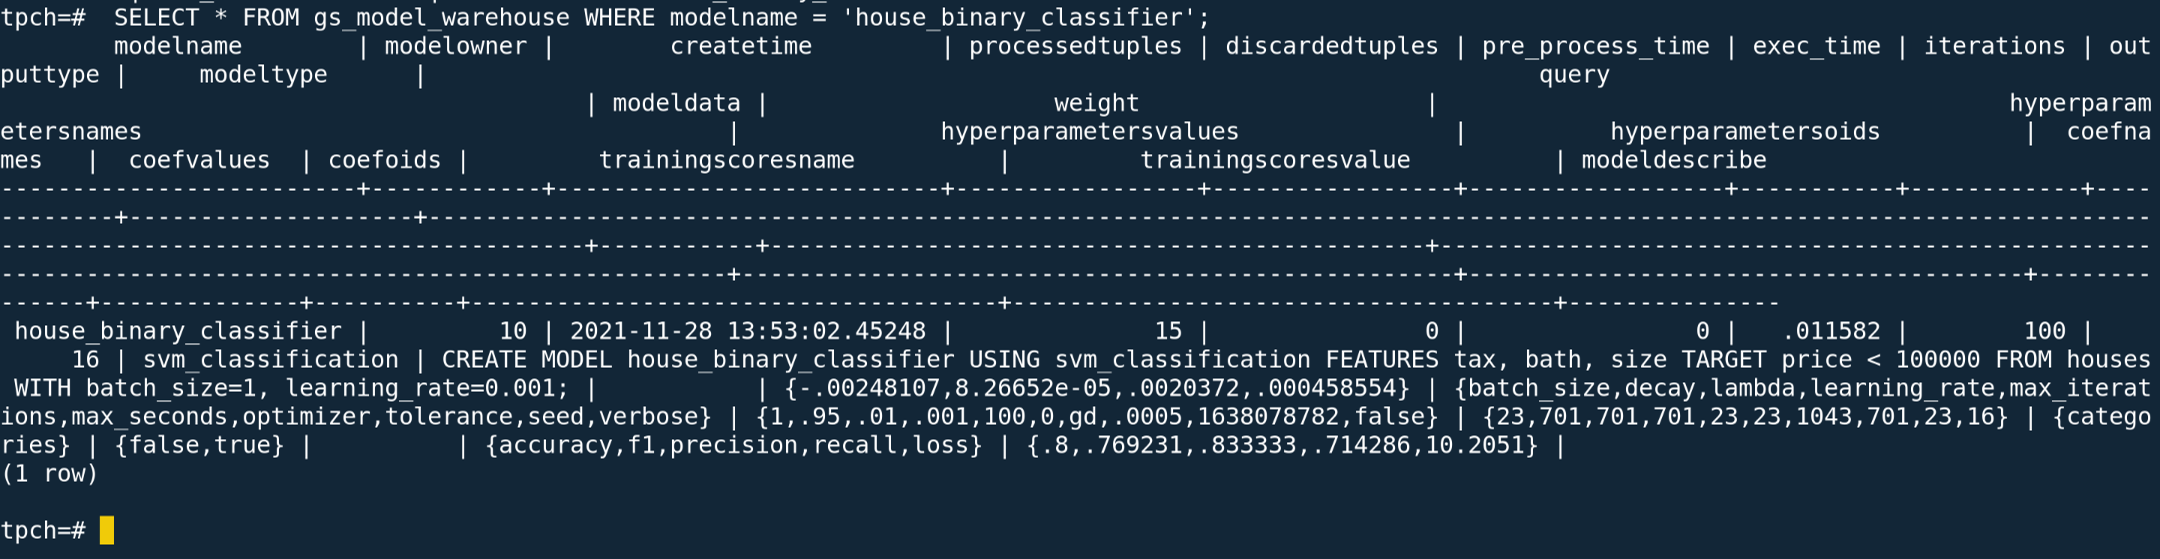 tpch=#  SELECT * FROM gs_model_warehouse WHERE modelname = 'house_binary_classifier';
        modelname        | modelowner |        createtime         | processedtuples | discardedtuples | pre_process_time | exec_time | iterations | out
puttype |     modeltype      |                                                                              query
                                         | modeldata |                    weight                    |                                        hyperparam
etersnames                                         |              hyperparametersvalues               |          hyperparametersoids          |  coefna
mes   |  coefvalues  | coefoids |         trainingscoresname          |         trainingscoresvalue          | modeldescribe
-------------------------+------------+---------------------------+-----------------+-----------------+------------------+-----------+------------+----
--------+--------------------+-------------------------------------------------------------------------------------------------------------------------
-----------------------------------------+-----------+----------------------------------------------+--------------------------------------------------
---------------------------------------------------+--------------------------------------------------+---------------------------------------+--------
------+--------------+----------+-------------------------------------+--------------------------------------+---------------
 house_binary_classifier |         10 | 2021-11-28 13:53:02.45248 |              15 |               0 |                0 |   .011582 |        100 |
     16 | svm_classification | CREATE MODEL house_binary_classifier USING svm_classification FEATURES tax, bath, size TARGET price < 100000 FROM houses
 WITH batch_size=1, learning_rate=0.001; |           | {-.00248107,8.26652e-05,.0020372,.000458554} | {batch_size,decay,lambda,learning_rate,max_iterat
ions,max_seconds,optimizer,tolerance,seed,verbose} | {1,.95,.01,.001,100,0,gd,.0005,1638078782,false} | {23,701,701,701,23,23,1043,701,23,16} | {catego
ries} | {false,true} |          | {accuracy,f1,precision,recall,loss} | {.8,.769231,.833333,.714286,10.2051} |
(1 row)
tpch=#